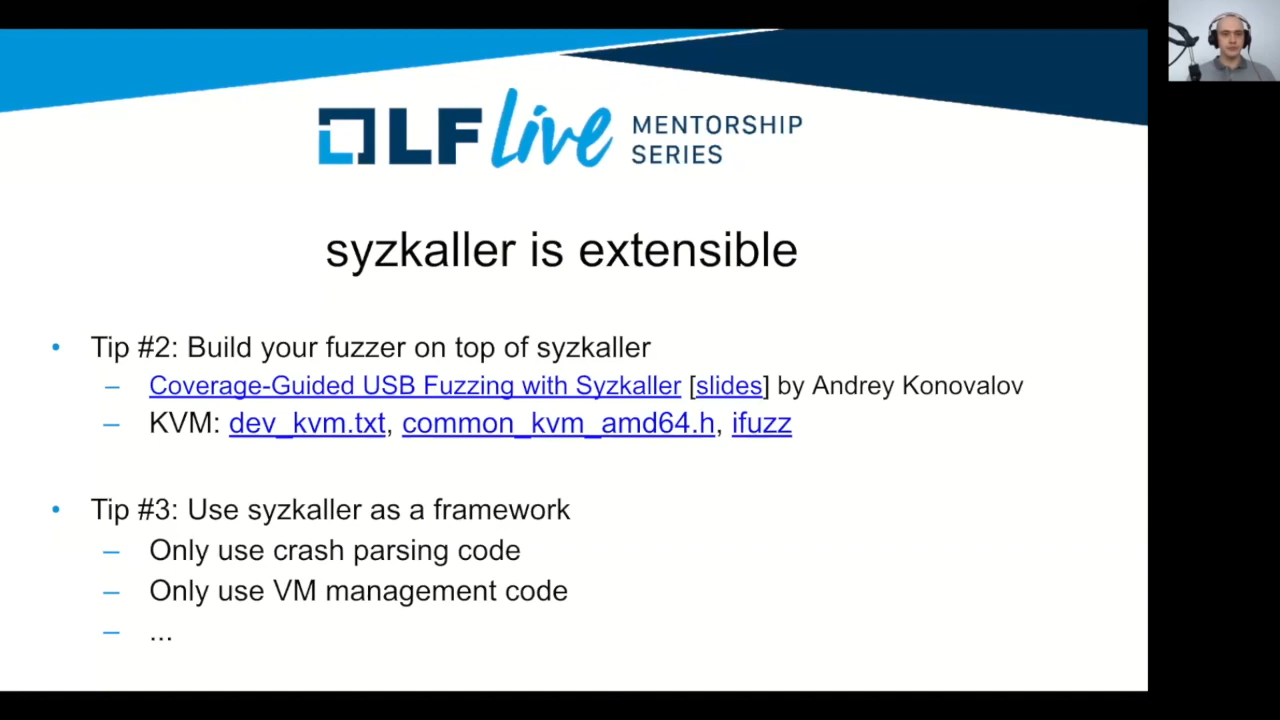 LF Live MENTORSHIP
SERIES
syzkaller is extensible
• Tip #2: Build your fuzzer on top of syzkaller
– Coverage-Guided USB Fuzzing with Syzkaller [slides] by Andrey Konovalov
– KVM: dev_kvm.txt, common_kvm_amd64.h, ifuzz
• Tip #3: Use syzkaller as a framework
– Only use crash parsing code
– Only use VM management code
– ...